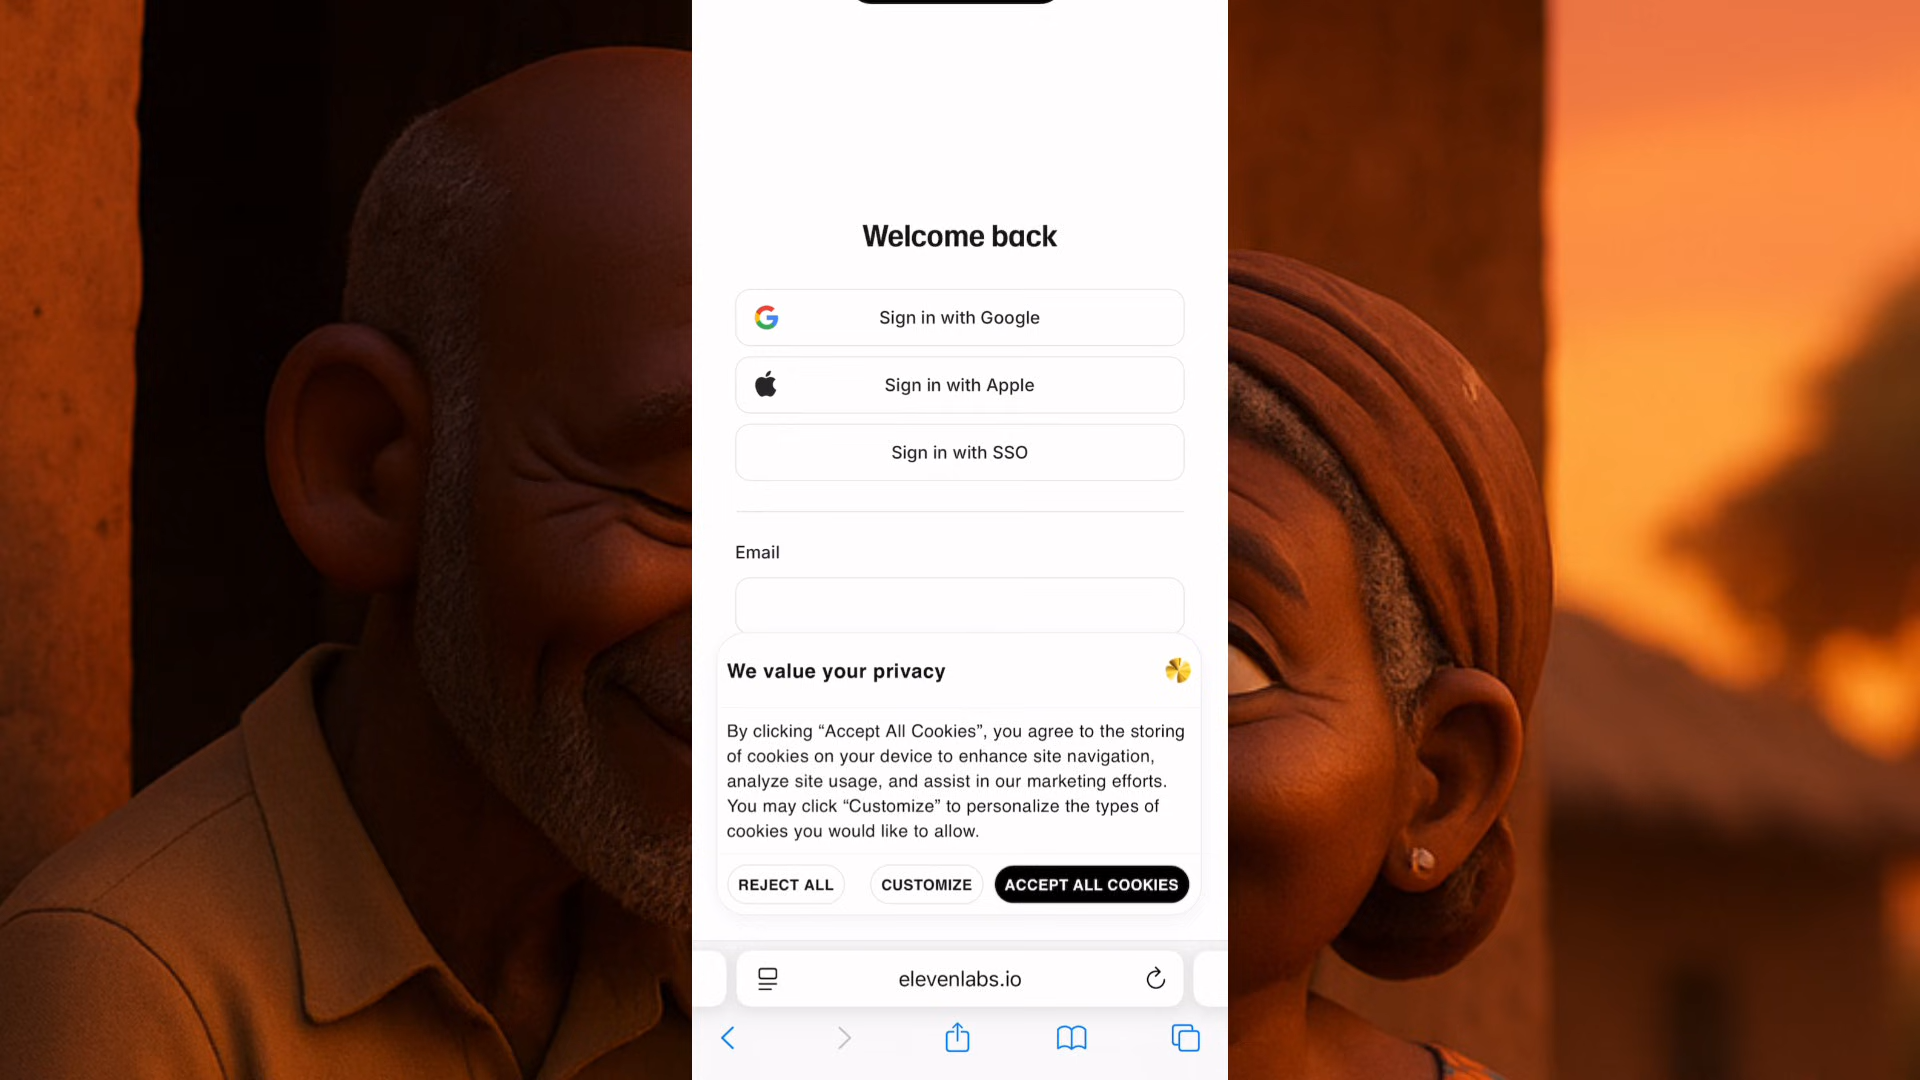 Welcome back
Sign in with Google
Sign in with Apple
Sign in with SSO
Email
We value your privacy
By clicking “Accept All Cookies”, you agree to the storing
of cookies on your device to enhance site navigation,
analyze site usage, and assist in our marketing efforts.
You may click “Customize” to personalize the types of
cookies you would like to allow.
REJECT ALL
CUSTOMIZE
ACCEPT ALL COOKIES
elevenlabs.io